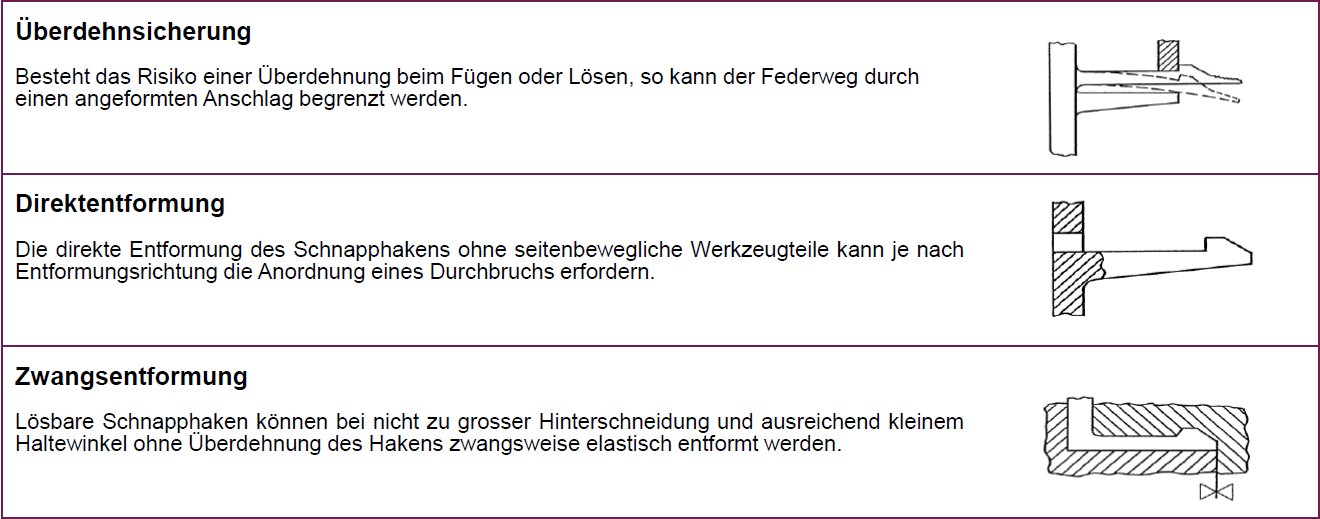 Überdehnsicherung
Besteht das Risiko einer Überdehnung beim Fügen oder Lösen, so kann der Federweg durch
einen angeformten Anschlag begrenzt werden.
Direktentformung
Die direkte Entformung des Schnapphakens ohne seitenbewegliche Werkzeugteile kann je nach
Entformungsrichtung die Anordnung eines Durchbruchs erfordern.
Zwangsentformung
Lösbare Schnapphaken können bei nicht zu grosser Hinterschneidung und ausreichend kleinem
Haltewinkel ohne Überdehnung des Hakens zwangsweise elastisch entformt werden.